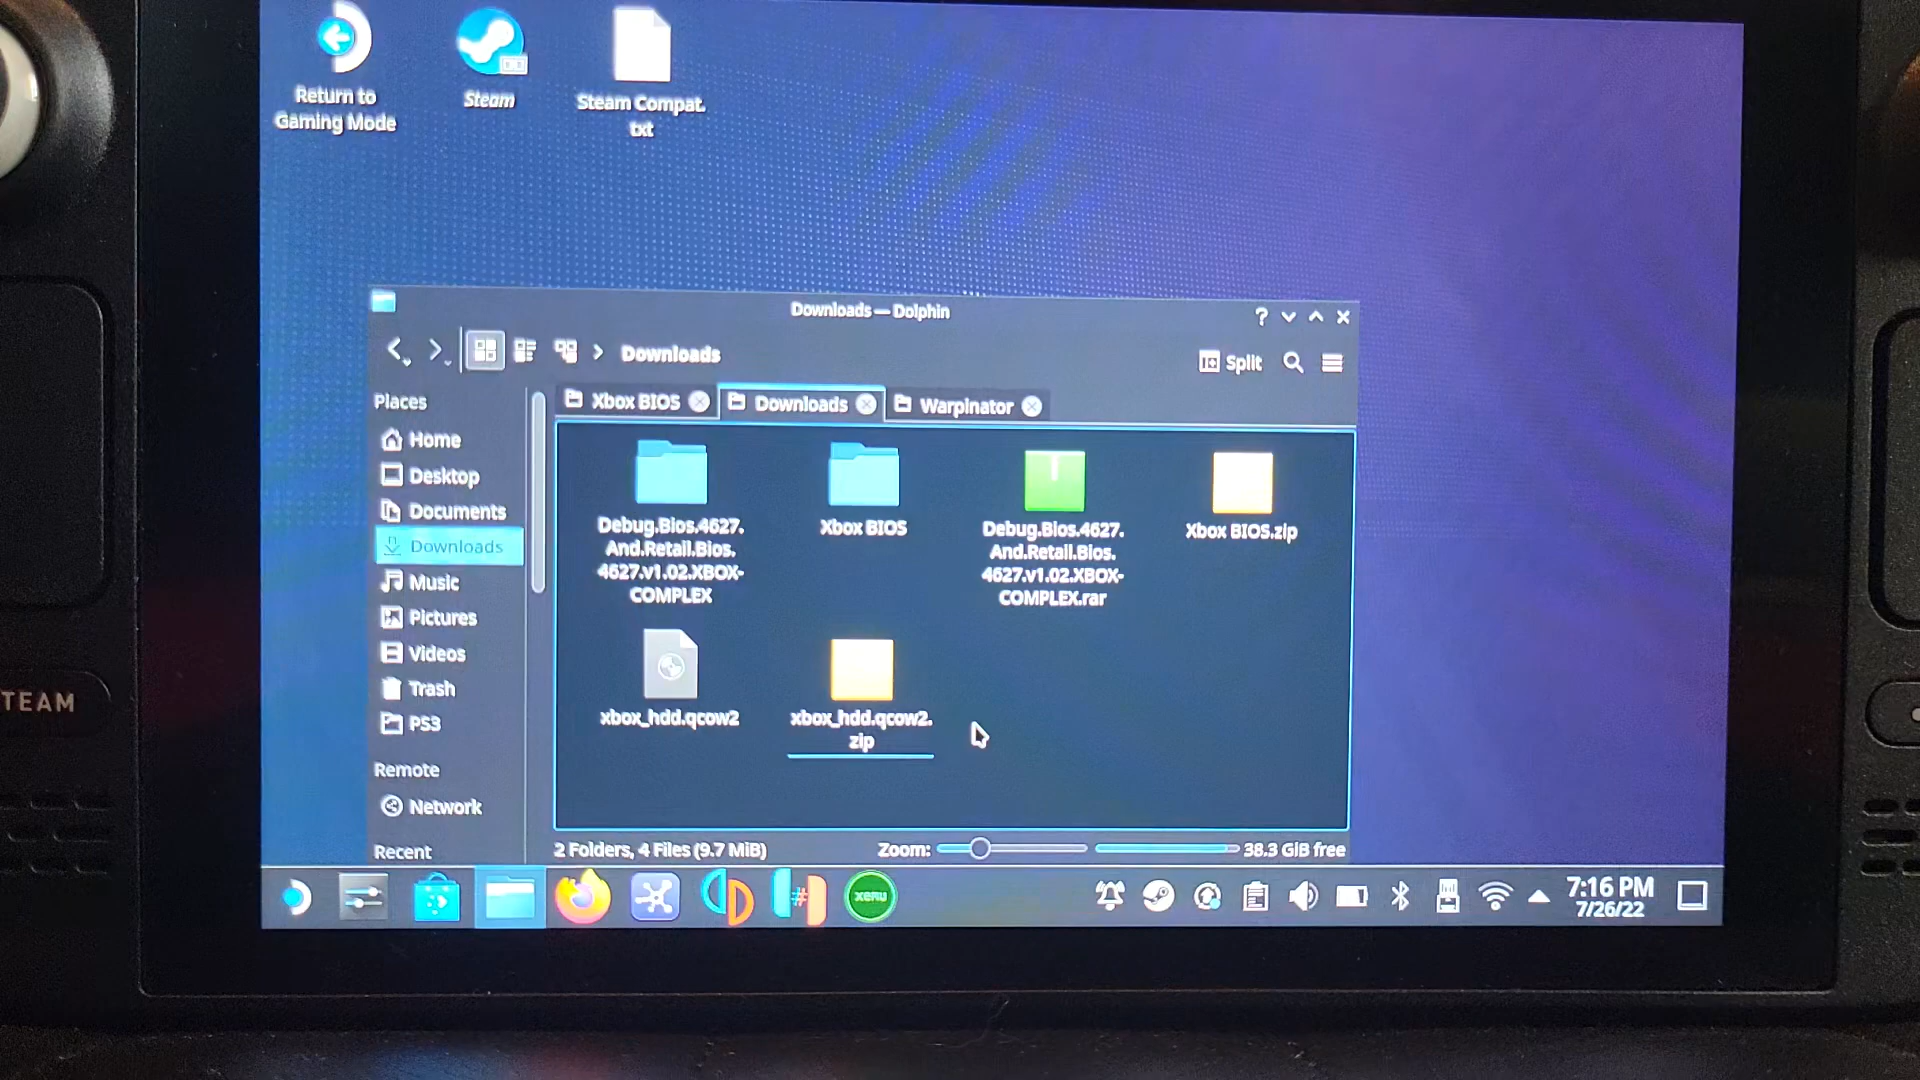 Return to
Gaming Mode
Steam
Steam Compat.
txt
Downloads — Dolphin
?
Downloads
Split
Places
Xbox BIOS
Downloads
Warpinator
Home
Desktop
Documents
Downloads
Music
Pictures
Videos
Trash
PS3
Remote
Network
Recent
Debug.Bios.4627.
And.Retail.Bios.
4627.v1.02.XBOX-
COMPLEX
Xbox BIOS
Debug.Bios.4627.
And.Retail.Bios.
4627.v1.02.XBOX-
COMPLEX.rar
Xbox BIOS.zip
xbox_hdd.qcow2
xbox_hdd.qcow2.
zip
2 Folders, 4 Files (9.7 MiB)
Zoom:
38.3 GiB free
xemu
7:16 PM
7/26/22
TEAM